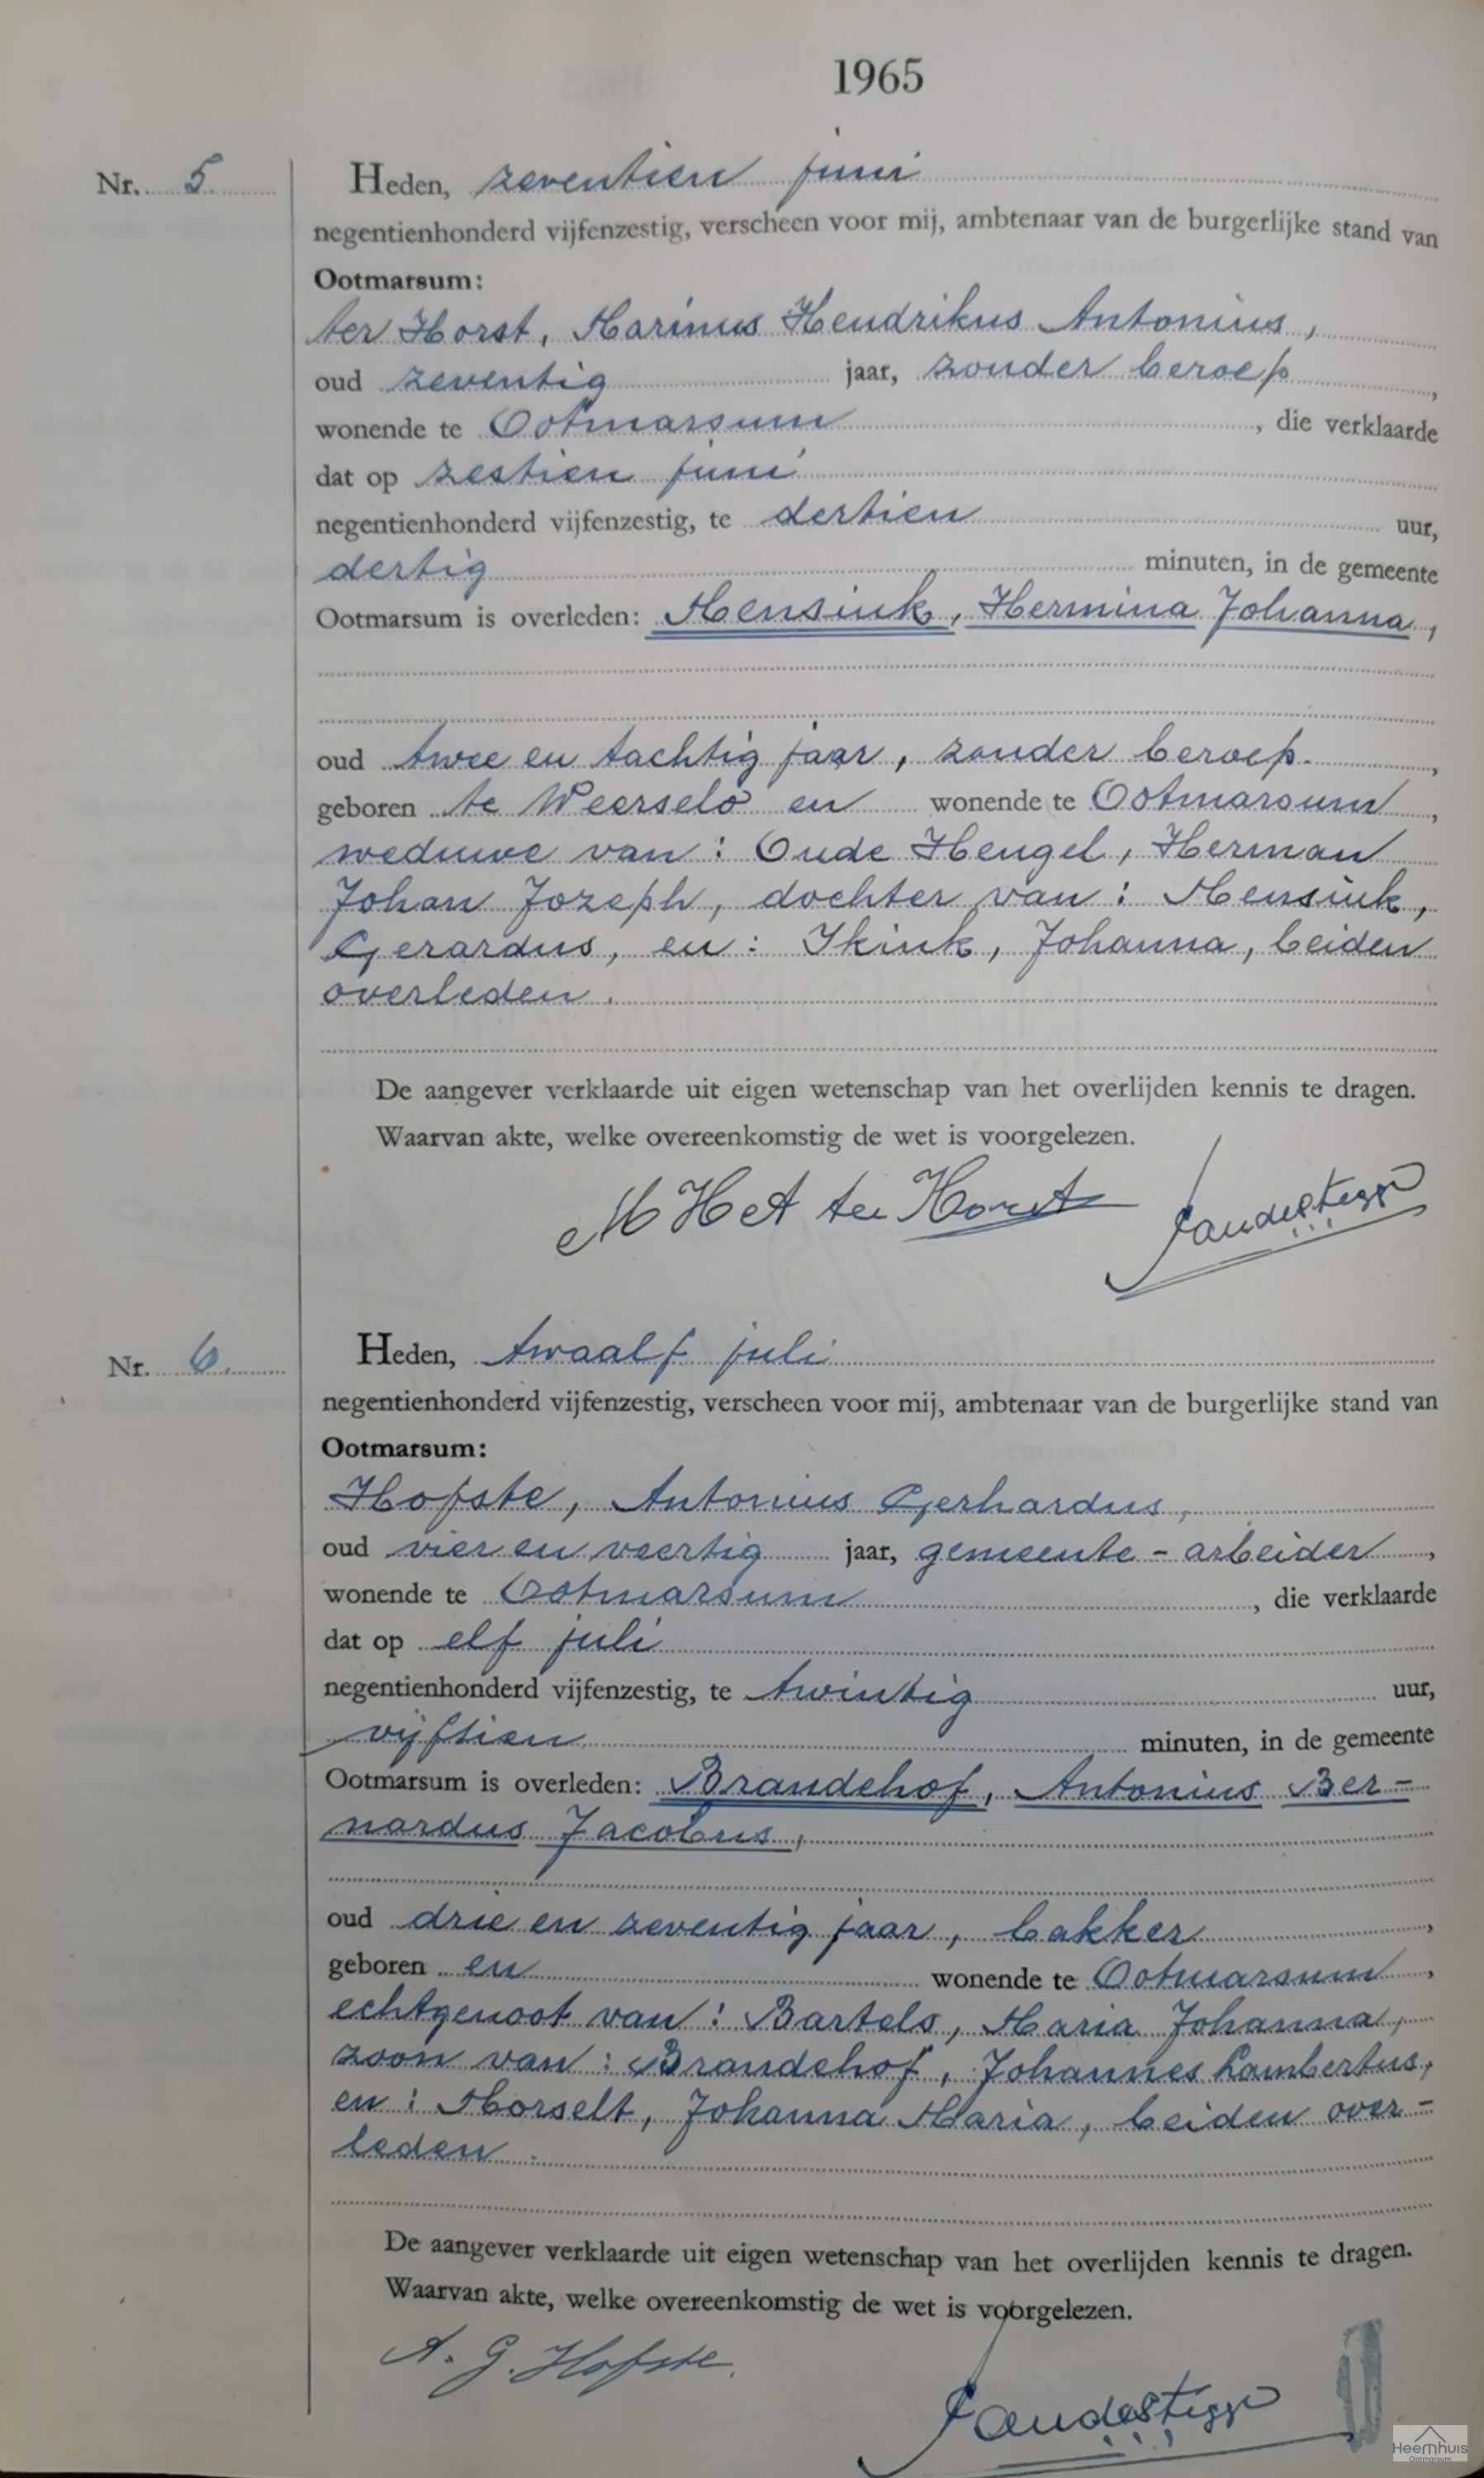 1965
Nr. 5
Heden, zeventien juni
negentienhonderd vijfenzestig, verscheen voor mij, ambtenaar van de burgerlijke stand van
Ootmarsum:
ter Horst, Marinus Hendrikus Antonius,
oud zeventig jaar, zonder beroep,
wonende te Ootmarsum, die verklaarde
dat op zestien juni
negentienhonderd vijfenzestig, te dertien uur,
dertig minuten, in de gemeente
Ootmarsum is overleden: Mensink, Hermina Johanna,
oud twee en tachtig jaar, zonder beroep.,
geboren te Weerselo en wonende te Ootmarsum,
weduwe van: Oude Hengel, Herman
Johan Jozeph, dochter van: Mensink,
Gerardus, en: Ikink, Johanna, beiden
overleden.
De aangever verklaarde uit eigen wetenschap van het overlijden kennis te dragen.
Waarvan akte, welke overeenkomstig de wet is voorgelezen.
M H A ter Horst
Nr. 6.
Heden, twaalf juli
negentienhonderd vijfenzestig, verscheen voor mij, ambtenaar van de burgerlijke stand van
Ootmarsum:
Hofste, Antonius Gerhardus,
oud vier en veertig jaar, gemeente-arbeider,
wonende te Ootmarsum, die verklaarde
dat op elf juli
negentienhonderd vijfenzestig, te twintig uur,
vijftien minuten, in de gemeente
Ootmarsum is overleden: Brandehof, Antonius Ber-
nardus Jacobus,
oud drie en zeventig jaar, bakker,
geboren en wonende te Ootmarsum,
echtgenoot van: Bartels, Maria Johanna,
zoon van: Brandehof, Johannes Lambertus,
en: Morselt, Johanna Maria, beiden over-
leden.
De aangever verklaarde uit eigen wetenschap van het overlijden kennis te dragen.
Waarvan akte, welke overeenkomstig de wet is voorgelezen.
A. G. Hofste.
Heemhuis
Ootmarsum